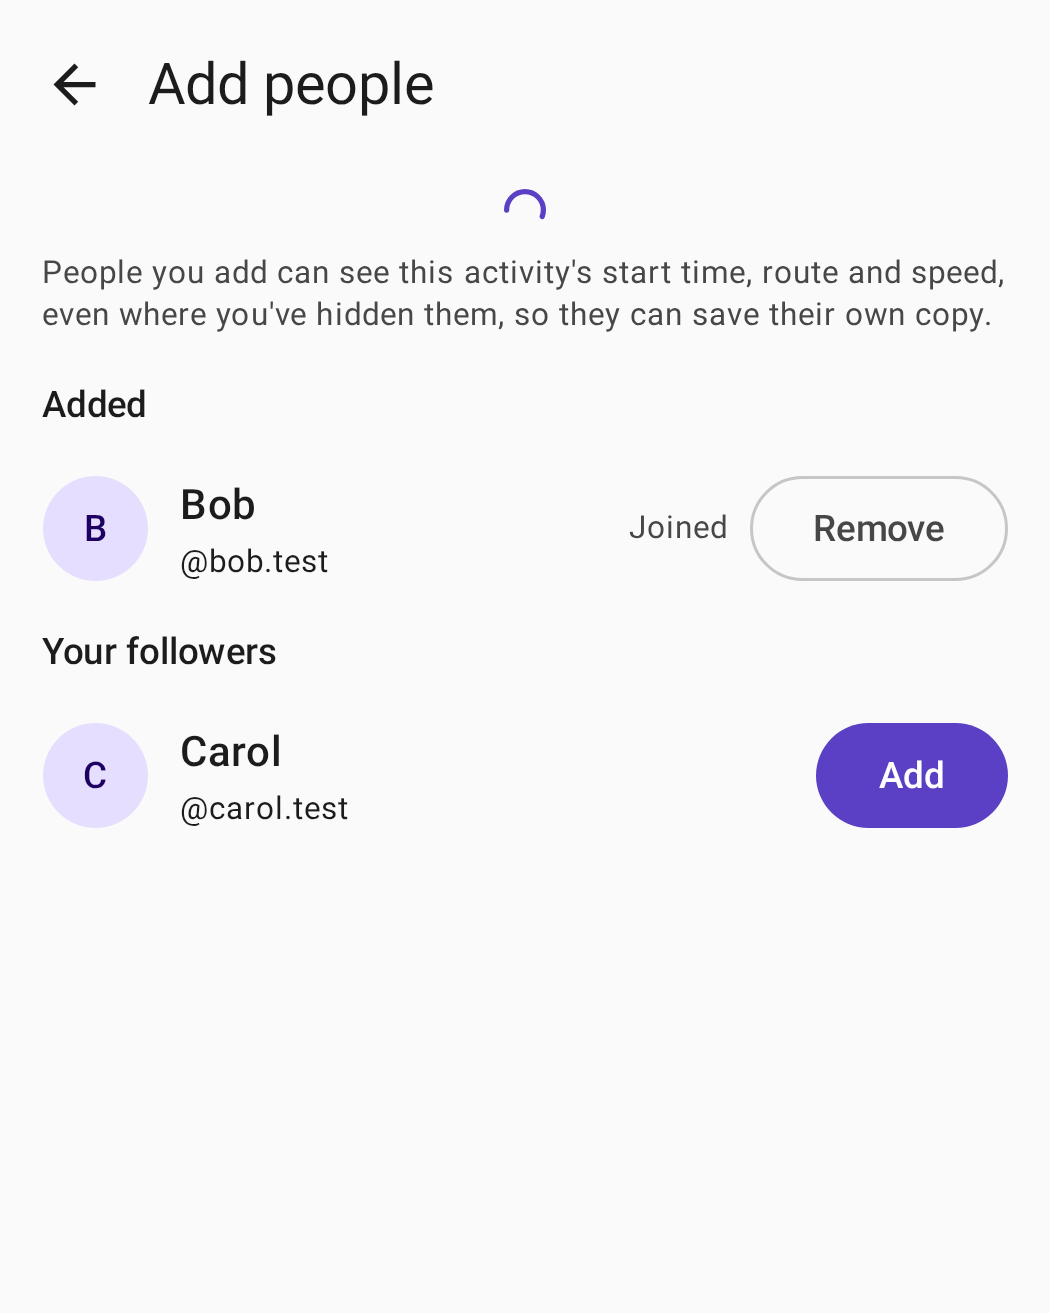 Add people
People you add can see this activity's start time, route and speed,
even where you've hidden them, so they can save their own copy.
Added
B
Bob
@bob.test
Joined
Remove
Your followers
C
Carol
@carol.test
Add